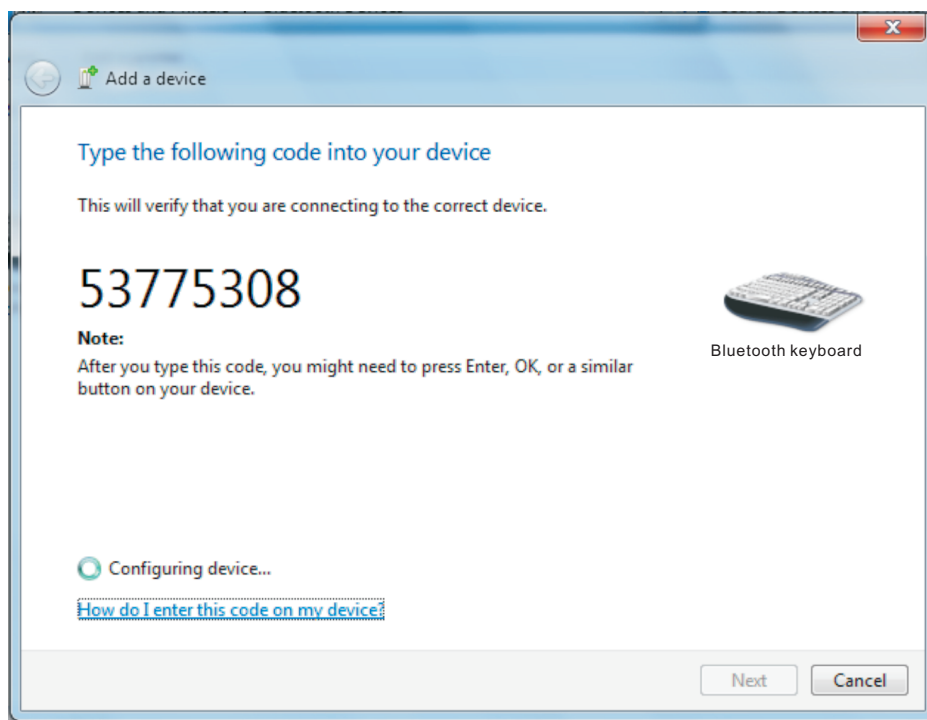 Add a device
Type the following code into your device
This will verify that you are connecting to the correct device.
53775308
Note:
After you type this code, you might need to press Enter, OK, or a similar
button on your device.
Bluetooth keyboard
Configuring device...
How do I enter this code on my device?
Next
Cancel